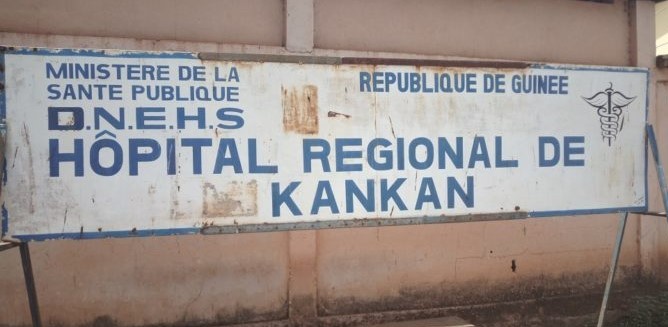 MINISTERE DE LA
SANTE PUBLIQUE
D.N.E.H.S
REPUBLIQUE DE GUINEE
HÔPITAL REGIONAL DE
KANKAN